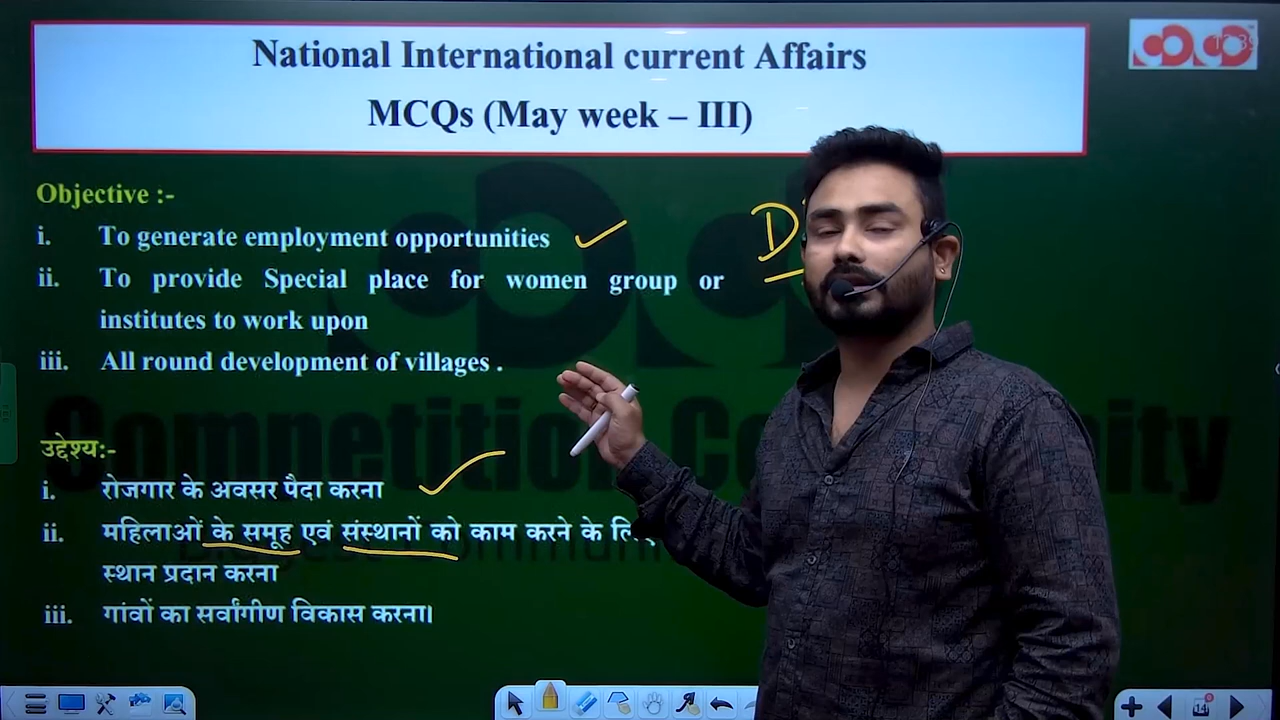 National International current Affairs
MCQs (May week – III)
Objective :-
i. To generate employment opportunities
ii. To provide Special place for women group or
institutes to work upon
iii. All round development of villages .
उद्देश्य:-
i. रोजगार के अवसर पैदा करना
ii. महिलाओं के समूह एवं संस्थानों को काम करने के
स्थान प्रदान करना
iii. गांवों का सर्वांगीण विकास करना।
D
Competition
14